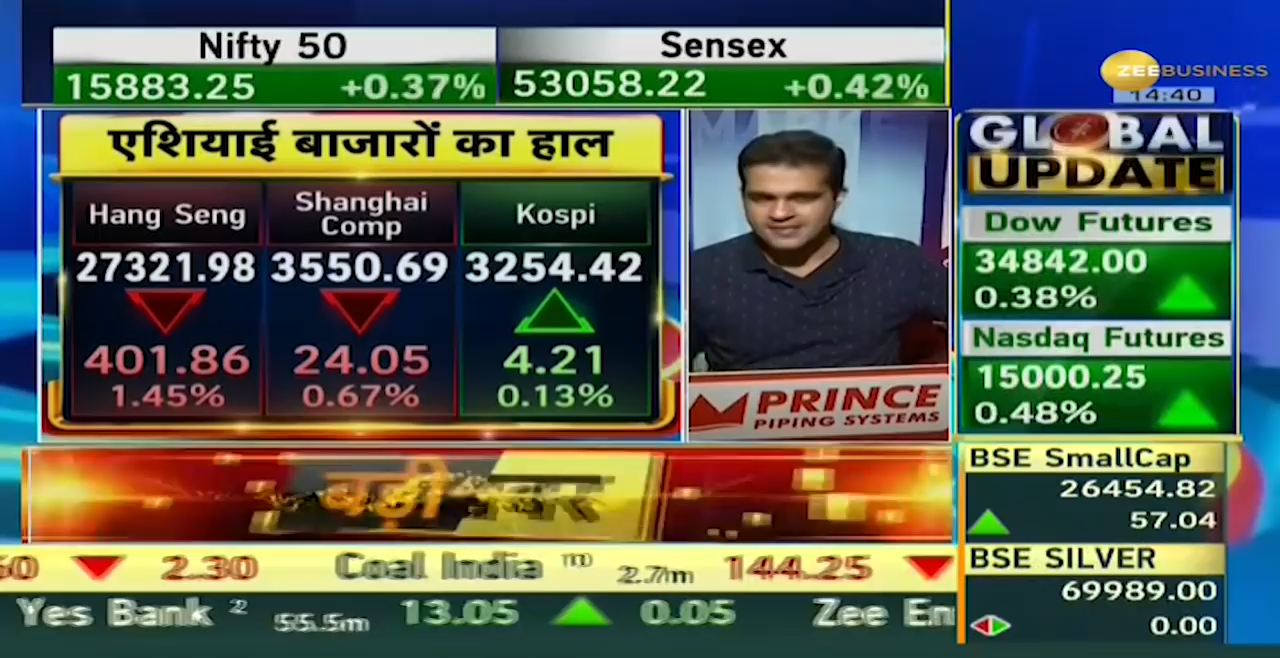 Nifty 50
15883.25 +0.37%
Sensex
53058.22 +0.42%
ZEEBUSINESS
14:40
एशियाई बाजारों का हाल
Hang Seng
27321.98
401.86
1.45%
Shanghai
Comp
3550.69
24.05
0.67%
Kospi
3254.42
4.21
0.13%
PRINCE
PIPING SYSTEMS
GLOBAL
UPDATE
Dow Futures
34842.00
0.38%
Nasdaq Futures
15000.25
0.48%
BSE SmallCap
26454.82
57.04
BSE SILVER
69989.00
0.00
बड़ी
2.30 Coal India 2.7m 144.25
Yes Bank 2 55.5m 13.05 0.05 Zee En